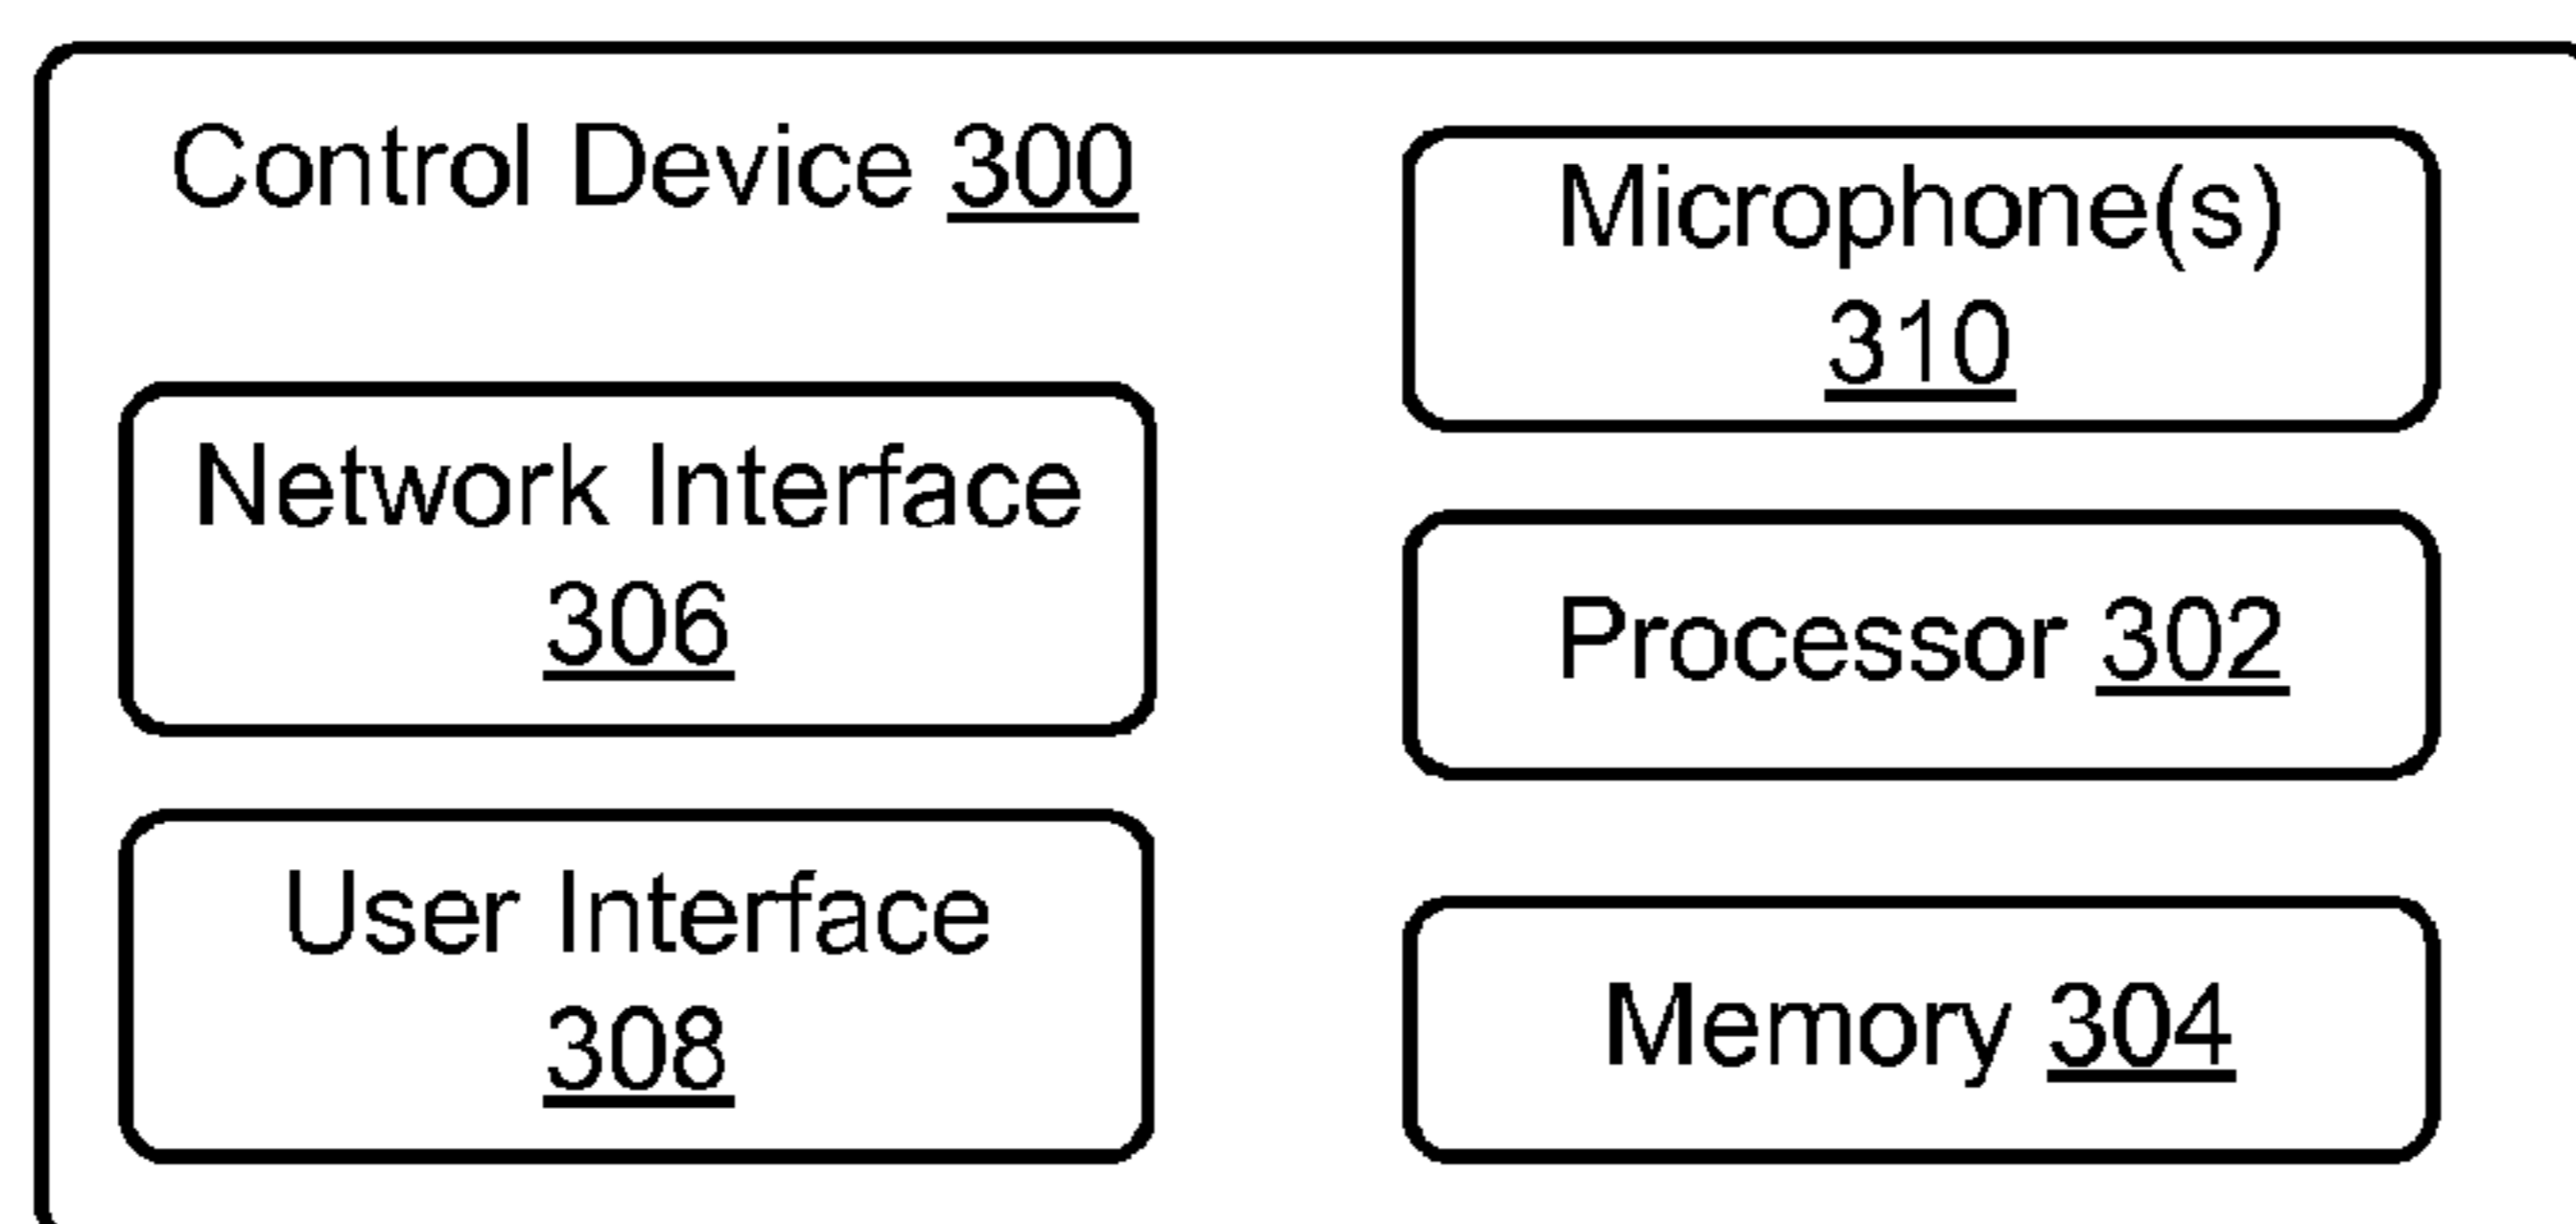 Control Device 300
Network Interface
306
User Interface
308
Microphone(s)
310
Processor 302
Memory 304